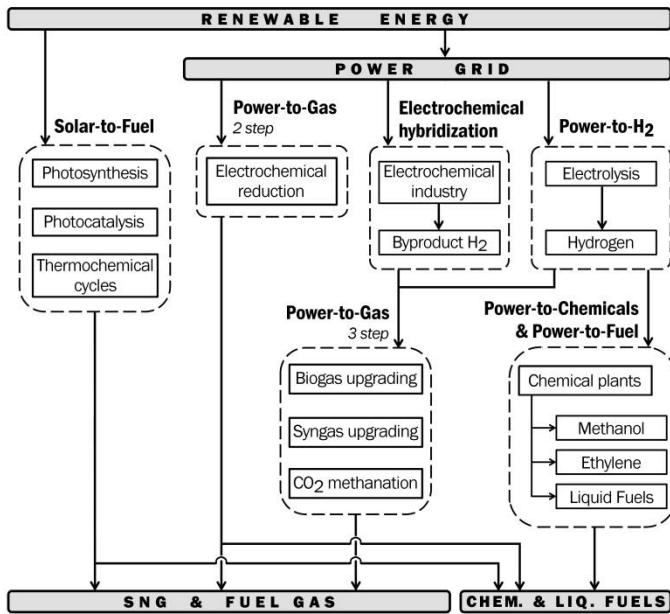 RENEWABLE ENERGY
POWER GRID
Solar-to-Fuel
Photosynthesis
Photocatalysis
Thermochemical
cycles
Power-to-Gas
2 step
Electrochemical
reduction
Electrochemical
hybridization
Electrochemical
industry
Byproduct H2
Power-to-H2
Electrolysis
Hydrogen
Power-to-Gas
3 step
Biogas upgrading
Syngas upgrading
CO2 methanation
Power-to-Chemicals
& Power-to-Fuel
Chemical plants
Methanol
Ethylene
Liquid Fuels
SNG & FUEL GAS
CHEM. & LIQ. FUELS